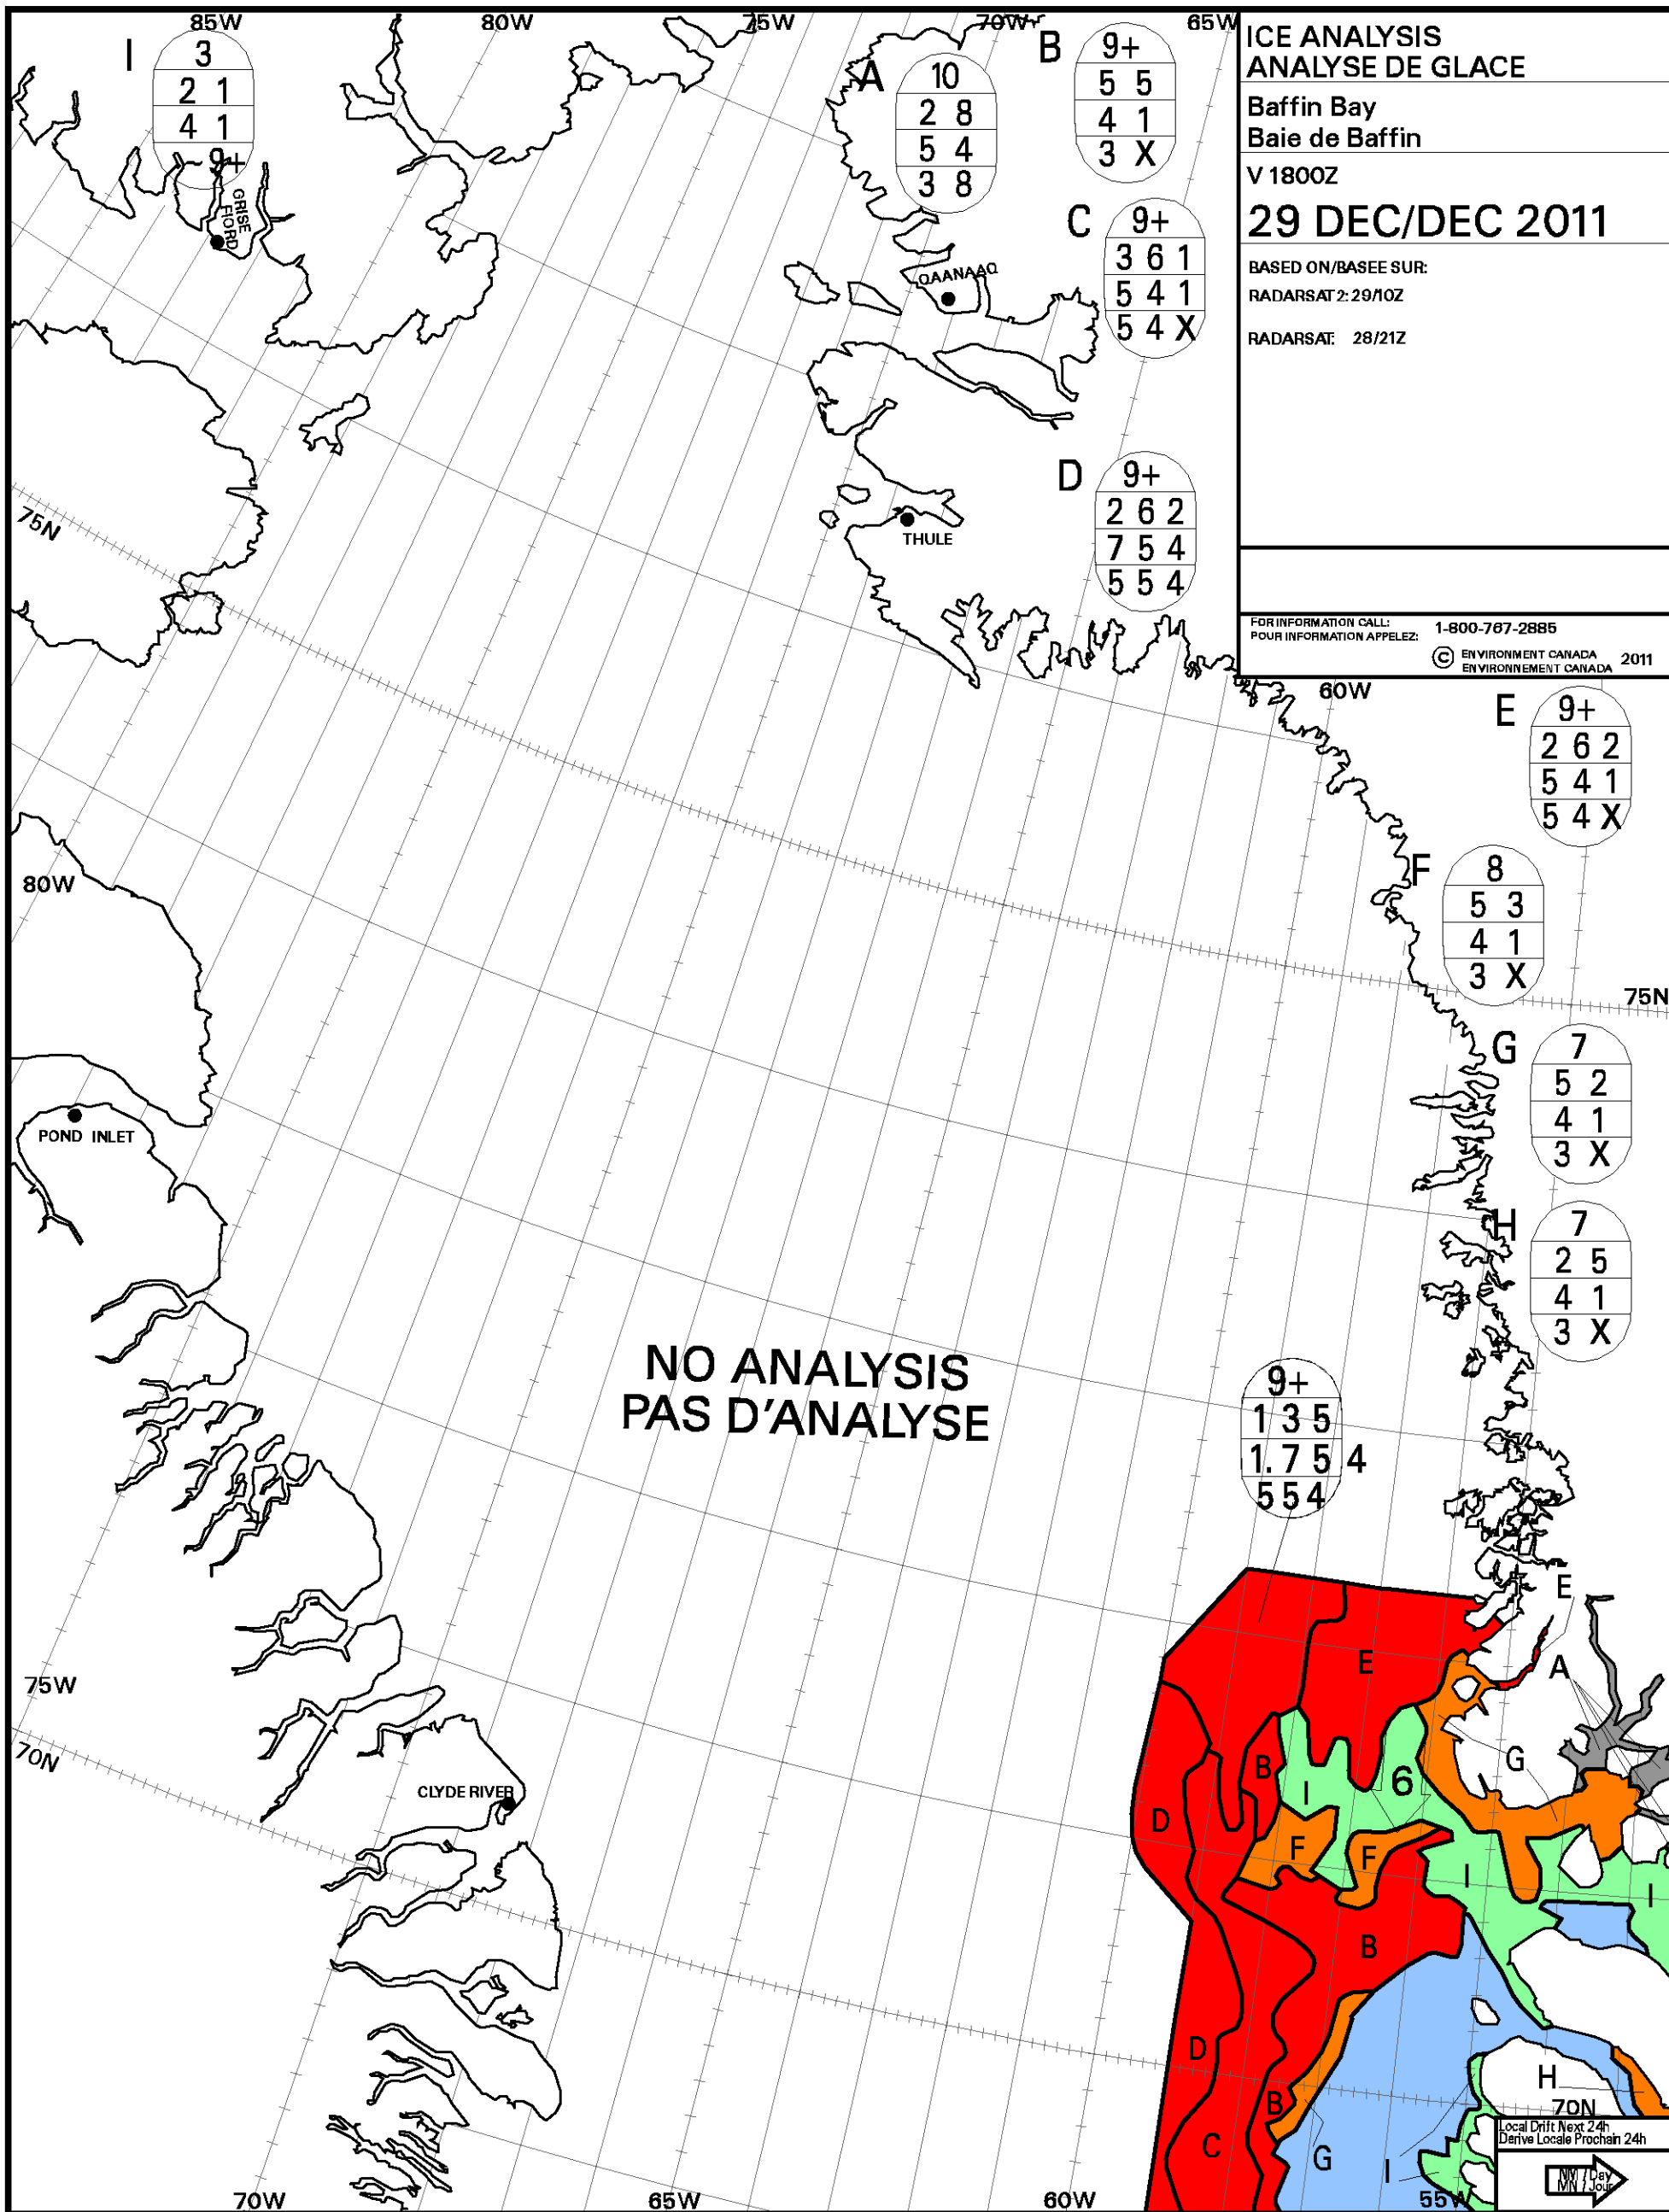 85W
80W
75W
70W
65W
I
3
2 1
4 1
~9+
A
10
2 8
5 4
3 8
B
9+
5 5
4 1
3 X
C
9+
3 6 1
5 4 1
5 4 X
D
9+
2 6 2
7 5 4
5 5 4
ICE ANALYSIS
ANALYSE DE GLACE
Baffin Bay
Baie de Baffin
V 1800Z
29 DEC/DEC 2011
BASED ON/BASEE SUR:
RADARSAT2: 29/10Z
RADARSAT: 28/21Z
FOR INFORMATION CALL: 1-800-767-2885
POUR INFORMATION APPELEZ:
© ENVIRONMENT CANADA 2011
ENVIRONNEMENT CANADA
GRISE
FIORD
QAANAAQ
THULE
75N
60W
E
9+
2 6 2
5 4 1
5 4 X
F
8
5 3
4 1
3 X
80W
75N
G
7
5 2
4 1
3 X
POND INLET
H
7
2 5
4 1
3 X
NO ANALYSIS
PAS D'ANALYSE
9+
1 3 5
1. 7 5 4
5 5 4
E
E
A
75W
70N
G
B
I
6
CLYDE RIVER
D
F
F
I
I
B
D
H
70N
B
C
G
I
Local Drift Next 24h
Derive Locale Prochain 24h
NM / Day
MN / Jour
70W
65W
60W
55W